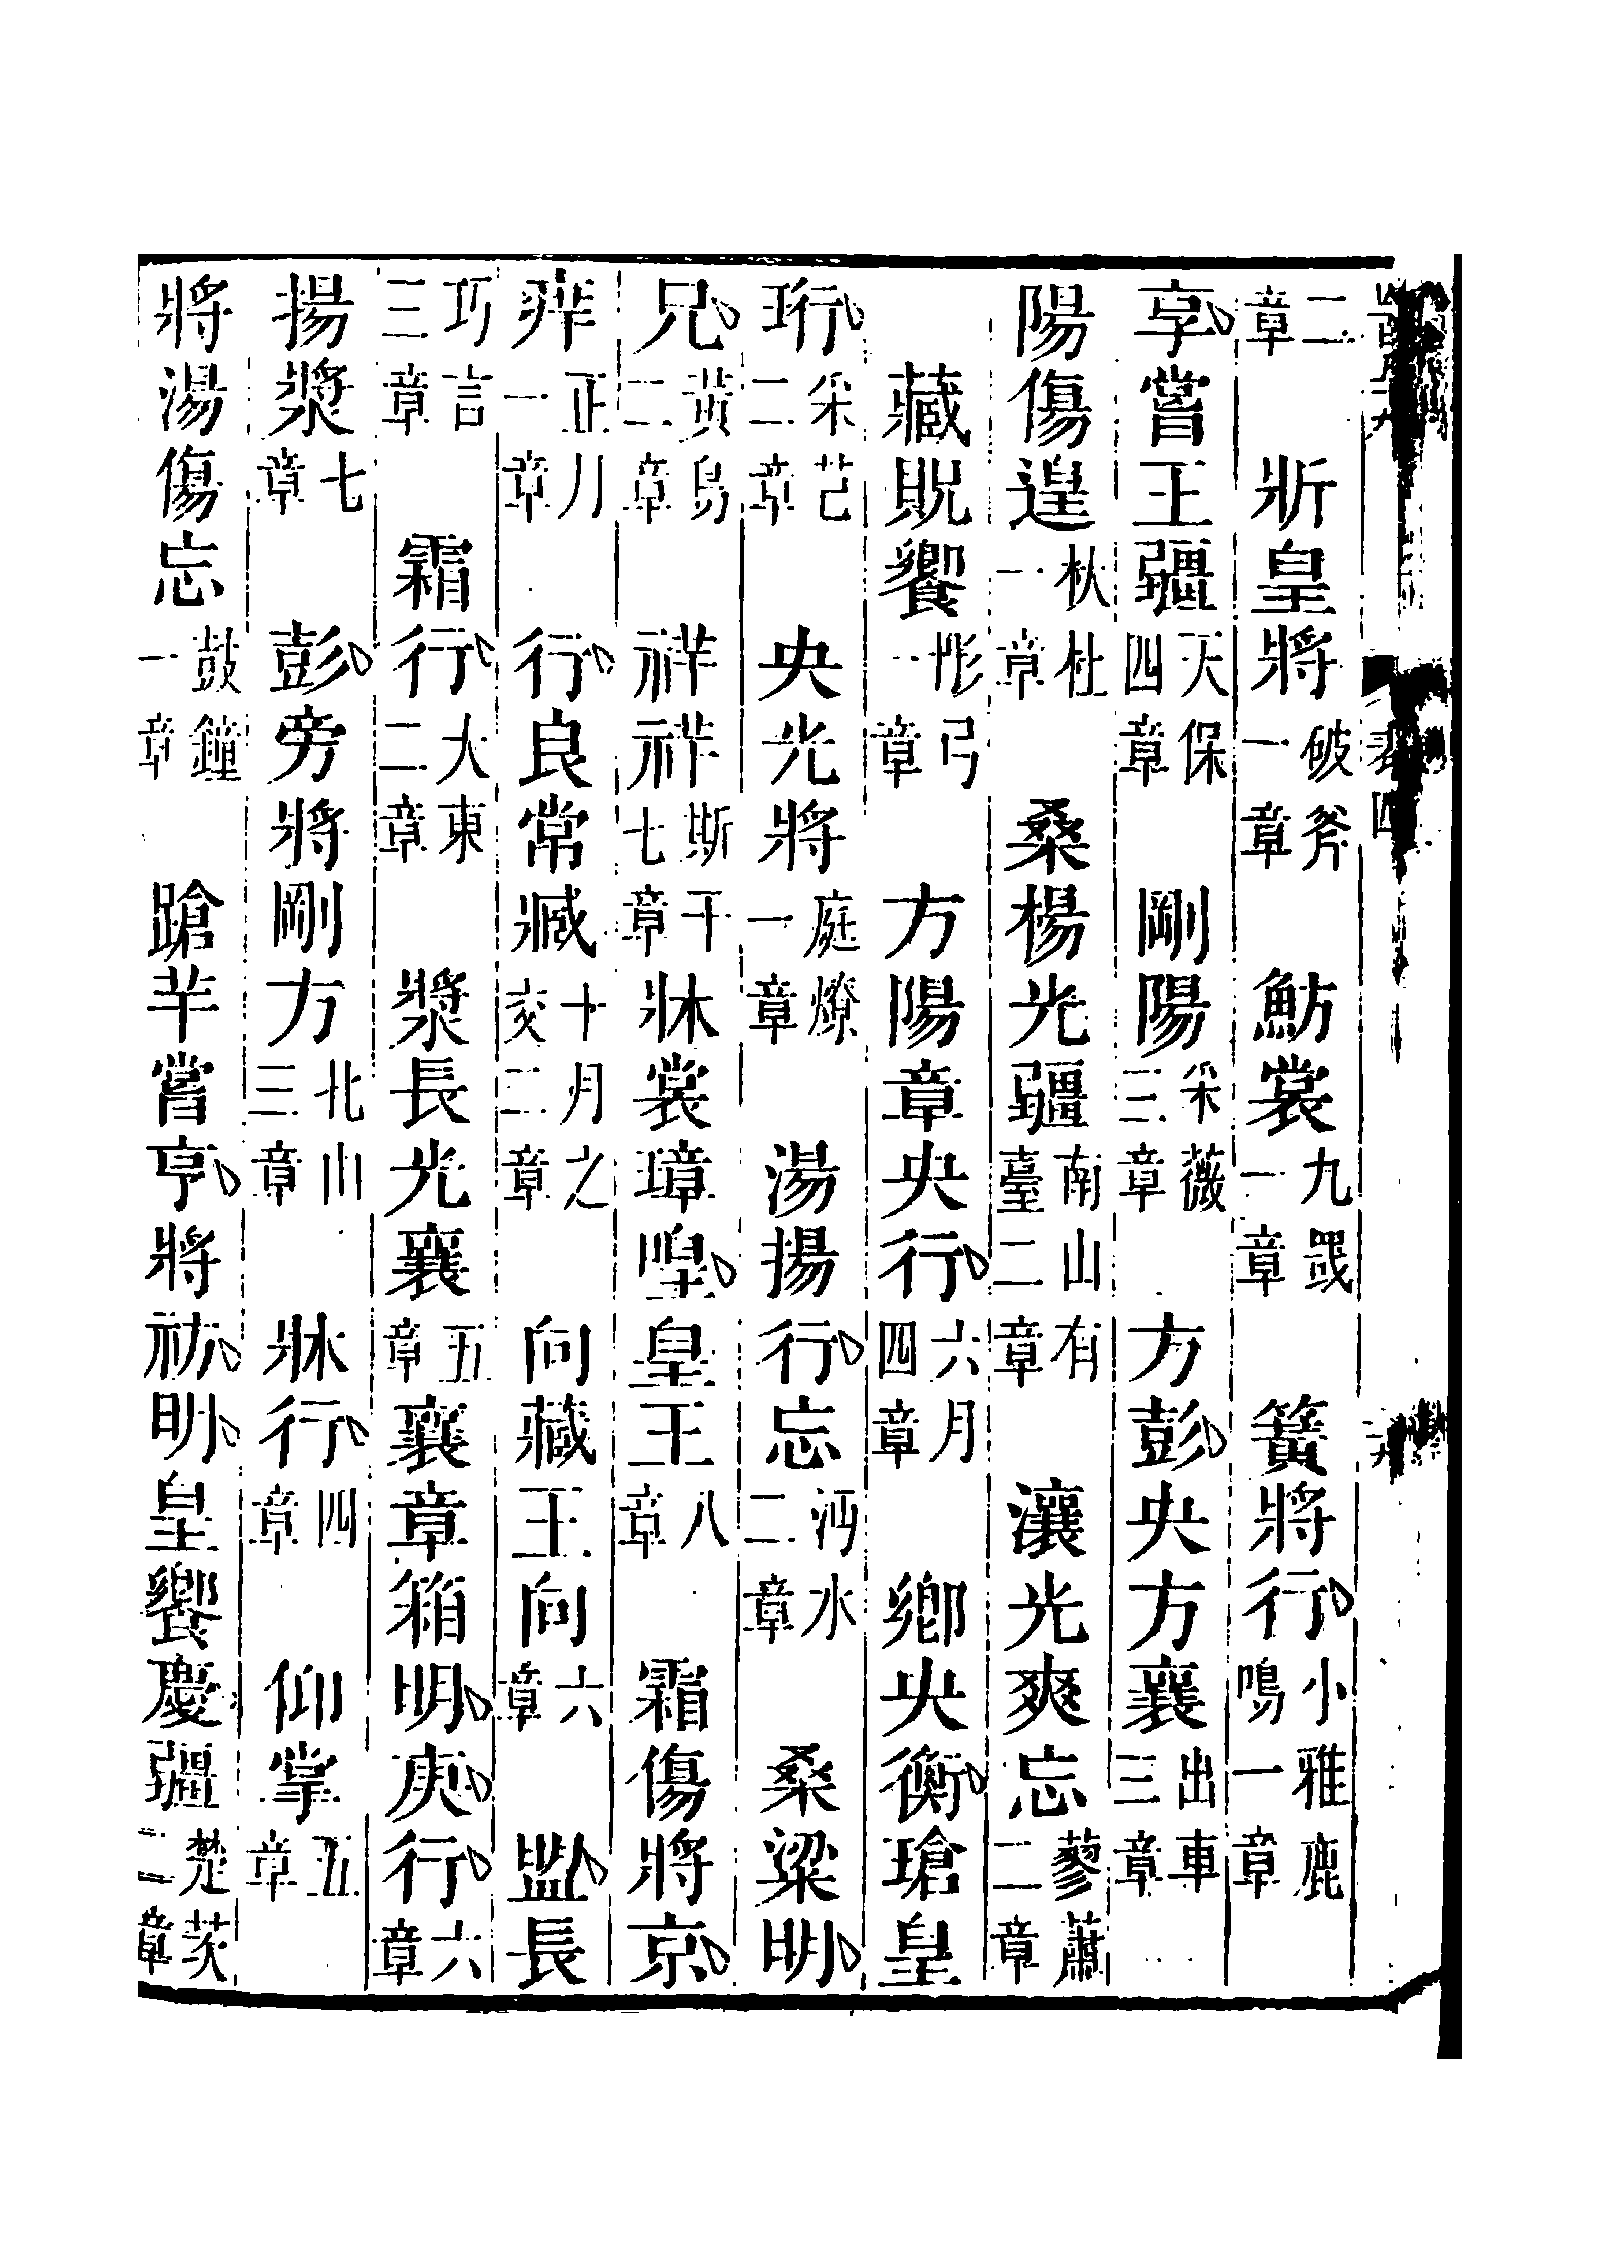 二章　斨皇將破斧一章　魴裳九罭一章　簧將行小雅鹿鳴一章
享嘗王疆天保四章　剛陽采薇三章　方彭央方襄出車三章
陽傷遑杕杜一章　桑楊光疆南山有臺二章　瀼光爽忘蓼蕭二章
藏貺饗彤弓一章　方陽章央行六月四章　鄉央衡瑲皇
珩采芑二章　央光將庭燎一章　湯揚行忘沔水二章　桑粱明
兄黃鳥二章　祥祥斯干七章牀裳璋喤皇王八章　霜傷將京
痒正月一章　行良常臧十月之交二章　向藏王向六章　盟長
巧言三章　霜行大東二章　漿長光襄五章襄章箱明庚行六章
揚漿七章　彭旁將剛方北山三章　牀行四章　仰掌五章
將湯傷忘鼓鐘一章　蹌羊嘗亨將祊明皇饗慶疆楚茨二章